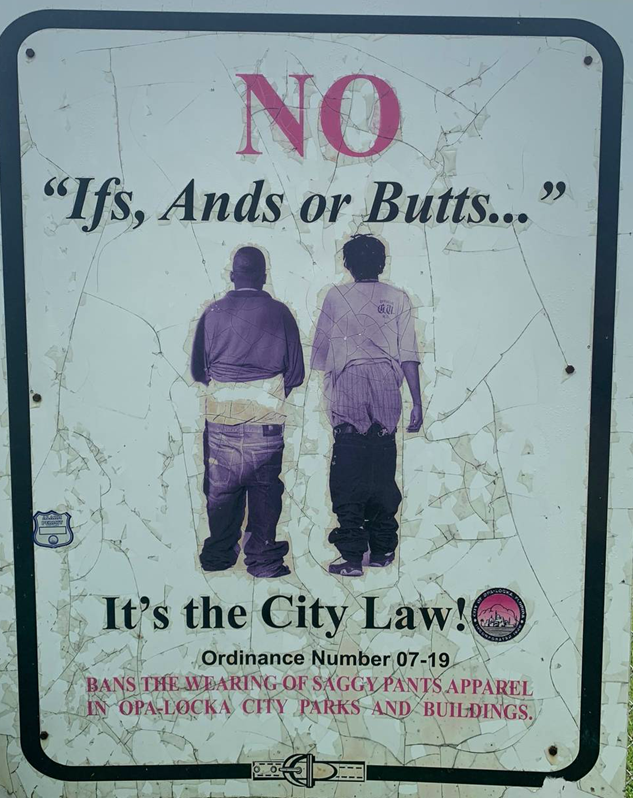 NO
“Ifs, Ands or Butts...”
It’s the City Law!
Ordinance Number 07-19
BANS THE WEARING OF SAGGY PANTS APPAREL
IN OPA-LOCKA CITY PARKS AND BUILDINGS.